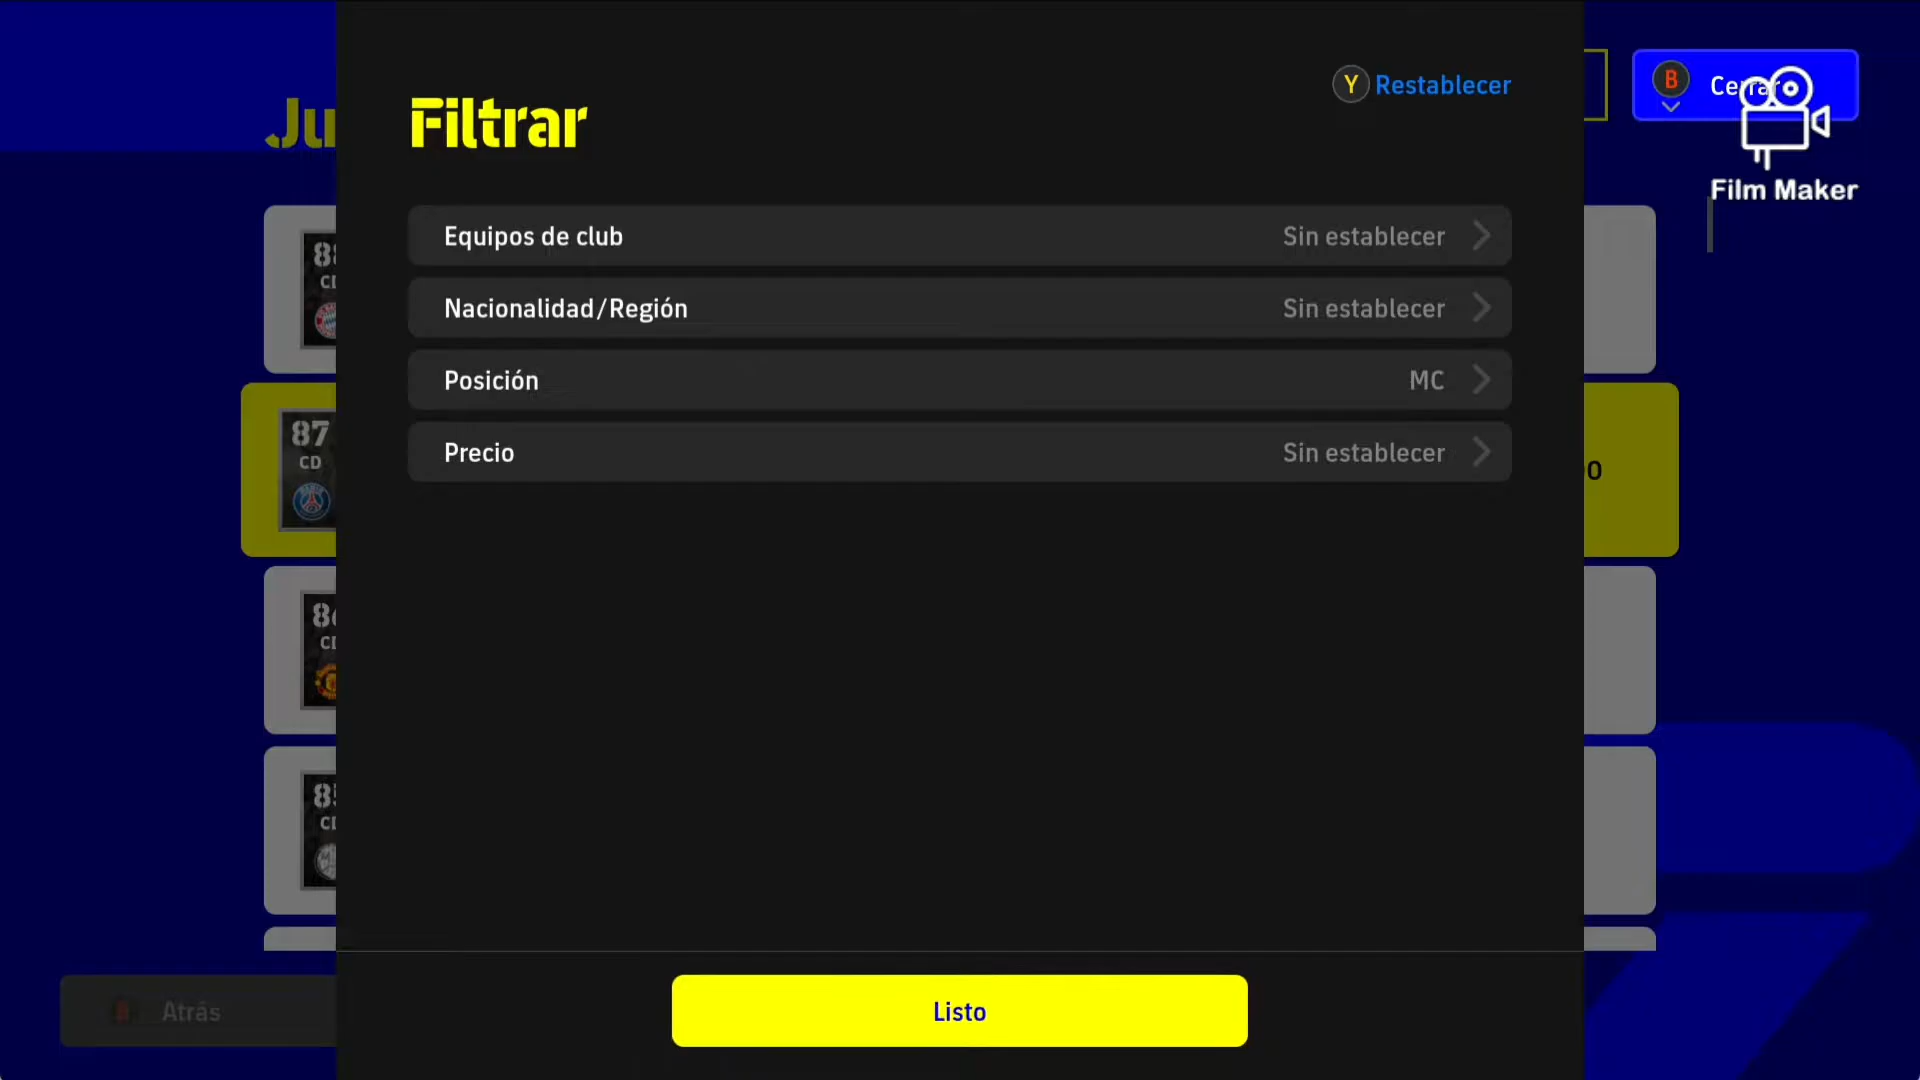 Y Restablecer
B Cerrar
Filtrar
Film Maker
Equipos de club Sin establecer
Nacionalidad/Región Sin establecer
Posición MC
Precio Sin establecer
87
CD
B Atrás
Listo